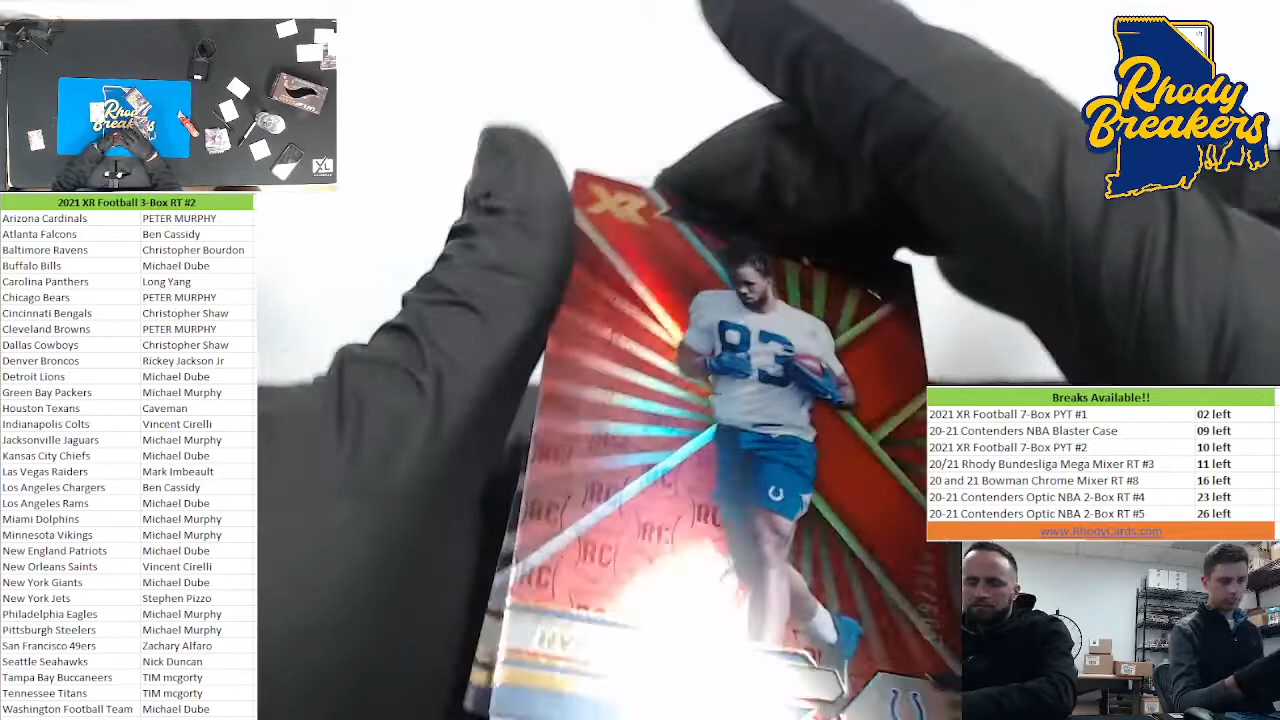 Rhody
Breakers
XL
2021 XR Football 3-Box RT #2
Arizona Cardinals PETER MURPHY
Atlanta Falcons Ben Cassidy
Baltimore Ravens Christopher Bourdon
Buffalo Bills Michael Dube
Carolina Panthers Long Yang
Chicago Bears PETER MURPHY
Cincinnati Bengals Christopher Shaw
Cleveland Browns PETER MURPHY
Dallas Cowboys Christopher Shaw
Denver Broncos Rickey Jackson Jr
Detroit Lions Michael Dube
Green Bay Packers Michael Murphy
Houston Texans Caveman
Indianapolis Colts Vincent Cirelli
Jacksonville Jaguars Michael Murphy
Kansas City Chiefs Michael Dube
Las Vegas Raiders Mark Imbeault
Los Angeles Chargers Ben Cassidy
Los Angeles Rams Michael Dube
Miami Dolphins Michael Murphy
Minnesota Vikings Michael Murphy
New England Patriots Michael Dube
New Orleans Saints Vincent Cirelli
New York Giants Michael Dube
New York Jets Stephen Pizzo
Philadelphia Eagles Michael Murphy
Pittsburgh Steelers Michael Murphy
San Francisco 49ers Zachary Alfaro
Seattle Seahawks Nick Duncan
Tampa Bay Buccaneers TIM mcgorty
Tennessee Titans TIM mcgorty
Washington Football Team Michael Dube
XR
83
RC RC RC
RC RC
RC
Rhody
Breakers
Breaks Available!!
2021 XR Football 7-Box PYT #1 02 left
20-21 Contenders NBA Blaster Case 09 left
2021 XR Football 7-Box PYT #2 10 left
20/21 Rhody Bundesliga Mega Mixer RT #3 11 left
20 and 21 Bowman Chrome Mixer RT #8 16 left
20-21 Contenders Optic NBA 2-Box RT #4 23 left
20-21 Contenders Optic NBA 2-Box RT #5 26 left
www.RhodyCards.com